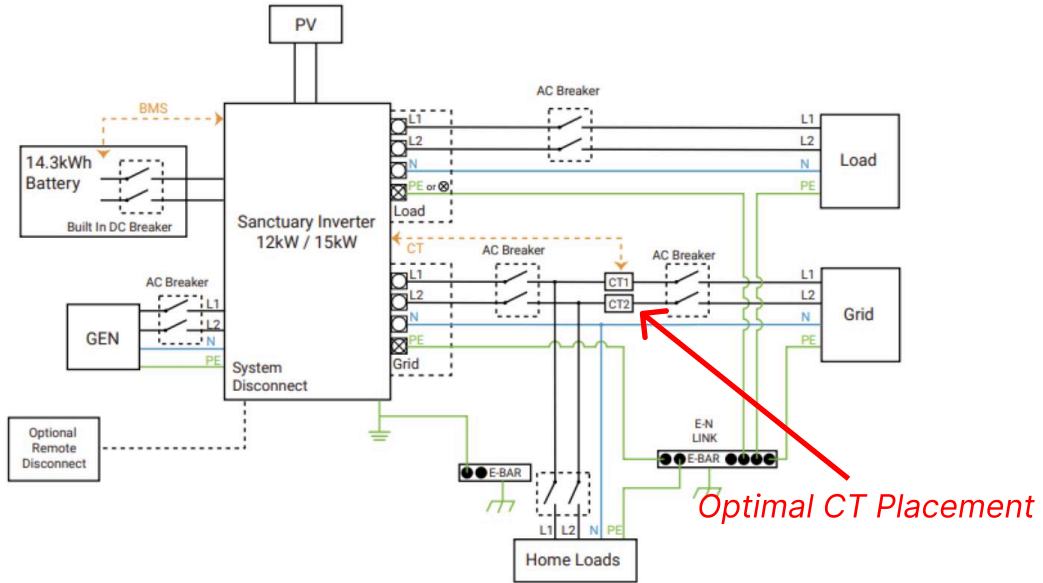 PV
BMS
14.3kWh
Battery
Built In DC Breaker
Sanctuary Inverter
12kW / 15kW
L1
L2
N
PE or ⊗
Load
AC Breaker
L1
L2
N
PE
Load
CT
AC Breaker
AC Breaker
L1
L2
N
PE
Grid
CT1
CT2
L1
L2
N
PE
Grid
AC Breaker
GEN
L1
L2
N
PE
System
Disconnect
Optional
Remote
Disconnect
E-BAR
E-N
LINK
E-BAR
Optimal CT Placement
L1 L2 N PE
Home Loads